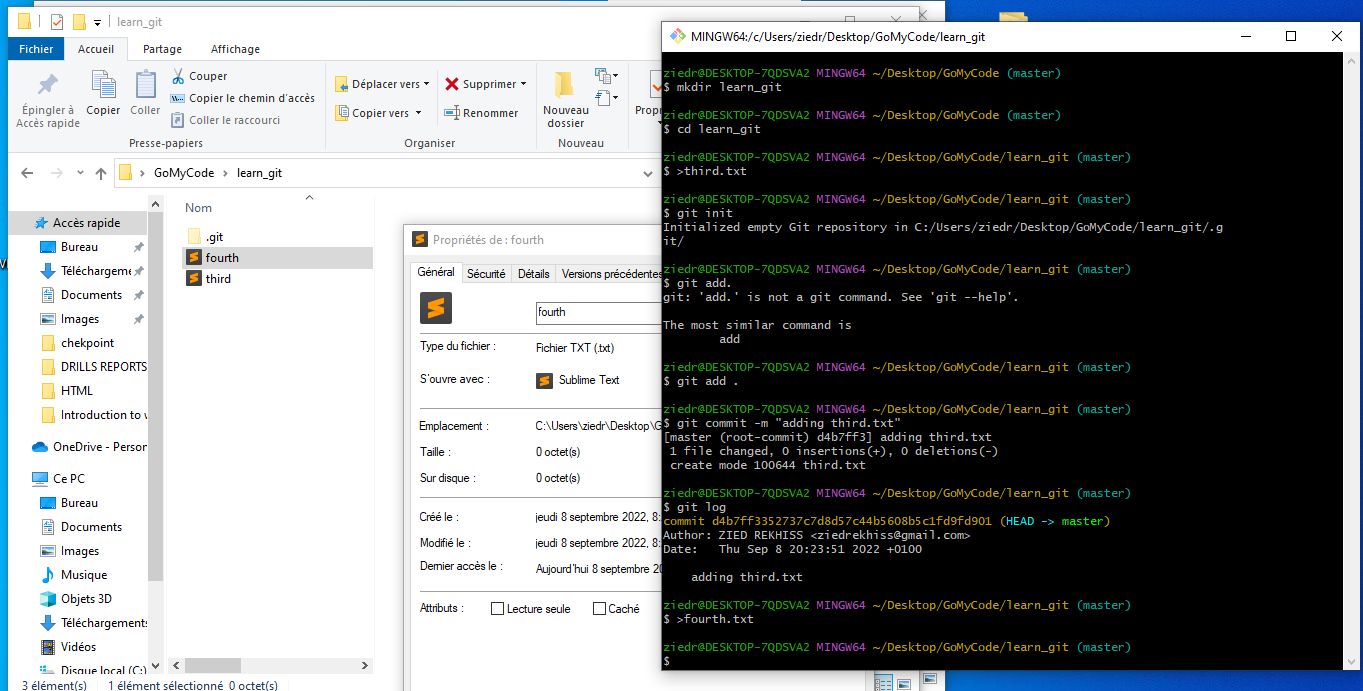 learn_git
Fichier
Accueil
Partage
Affichage
Épingler à
Accès rapide
Copier
Coller
Couper
Copier le chemin d'accès
Coller le raccourci
Presse-papiers
Déplacer vers
Copier vers
Supprimer
Renommer
Organiser
Nouveau
dossier
Nouveau
GoMyCode
learn_git
Accès rapide
Bureau
Documents
Images
chekpoint
DRILLS REPORTS
HTML
Introduction to
OneDrive - Person
Ce PC
Bureau
Documents
Images
Musique
Objets 3D
Téléchargements
Vidéos
Disque local (C:)
3 élément(s)
1 élément sélectionné 0 octet(s)
Nom
.git
fourth
third
Propriétés de : fourth
Général
Sécurité
Détails
Versions précédentes
fourth
Type du fichier :
Fichier TXT (.txt)
S'ouvre avec :
Sublime Text
Emplacement :
C:\Users\ziedr\Desktop\G
Taille :
0 octet(s)
Sur disque :
0 octet(s)
Créé le :
jeudi 8 septembre 2022, 8:
Modifié le :
jeudi 8 septembre 2022, 8:
Dernier accès le :
Aujourd'hui 8 septembre 20
Attributs :
Lecture seule
Caché
MINGW64:/c/Users/ziedr/Desktop/GoMyCode/learn_git
ziedr@DESKTOP-7QDSVA2 MINGW64 ~/Desktop/GoMyCode (master)
$ mkdir learn_git
ziedr@DESKTOP-7QDSVA2 MINGW64 ~/Desktop/GoMyCode (master)
$ cd learn_git
ziedr@DESKTOP-7QDSVA2 MINGW64 ~/Desktop/GoMyCode/learn_git (master)
$ >third.txt
ziedr@DESKTOP-7QDSVA2 MINGW64 ~/Desktop/GoMyCode/learn_git (master)
$ git init
Initialized empty Git repository in C:/Users/ziedr/Desktop/GoMyCode/learn_git/.g
it/
ziedr@DESKTOP-7QDSVA2 MINGW64 ~/Desktop/GoMyCode/learn_git (master)
$ git add.
git: 'add.' is not a git command. See 'git --help'.
The most similar command is
add
ziedr@DESKTOP-7QDSVA2 MINGW64 ~/Desktop/GoMyCode/learn_git (master)
$ git add .
ziedr@DESKTOP-7QDSVA2 MINGW64 ~/Desktop/GoMyCode/learn_git (master)
$ git commit -m "adding third.txt"
[master (root-commit) d4b7ff3] adding third.txt
1 file changed, 0 insertions(+), 0 deletions(-)
create mode 100644 third.txt
ziedr@DESKTOP-7QDSVA2 MINGW64 ~/Desktop/GoMyCode/learn_git (master)
$ git log
commit d4b7ff3352737c7d8d57c44b5608b5c1fd9fd901 (HEAD -> master)
Author: ZIED REKHISS <ziedrekhiss@gmail.com>
Date: Thu Sep 8 20:23:51 2022 +0100
adding third.txt
ziedr@DESKTOP-7QDSVA2 MINGW64 ~/Desktop/GoMyCode/learn_git (master)
$ >fourth.txt
ziedr@DESKTOP-7QDSVA2 MINGW64 ~/Desktop/GoMyCode/learn_git (master)
$